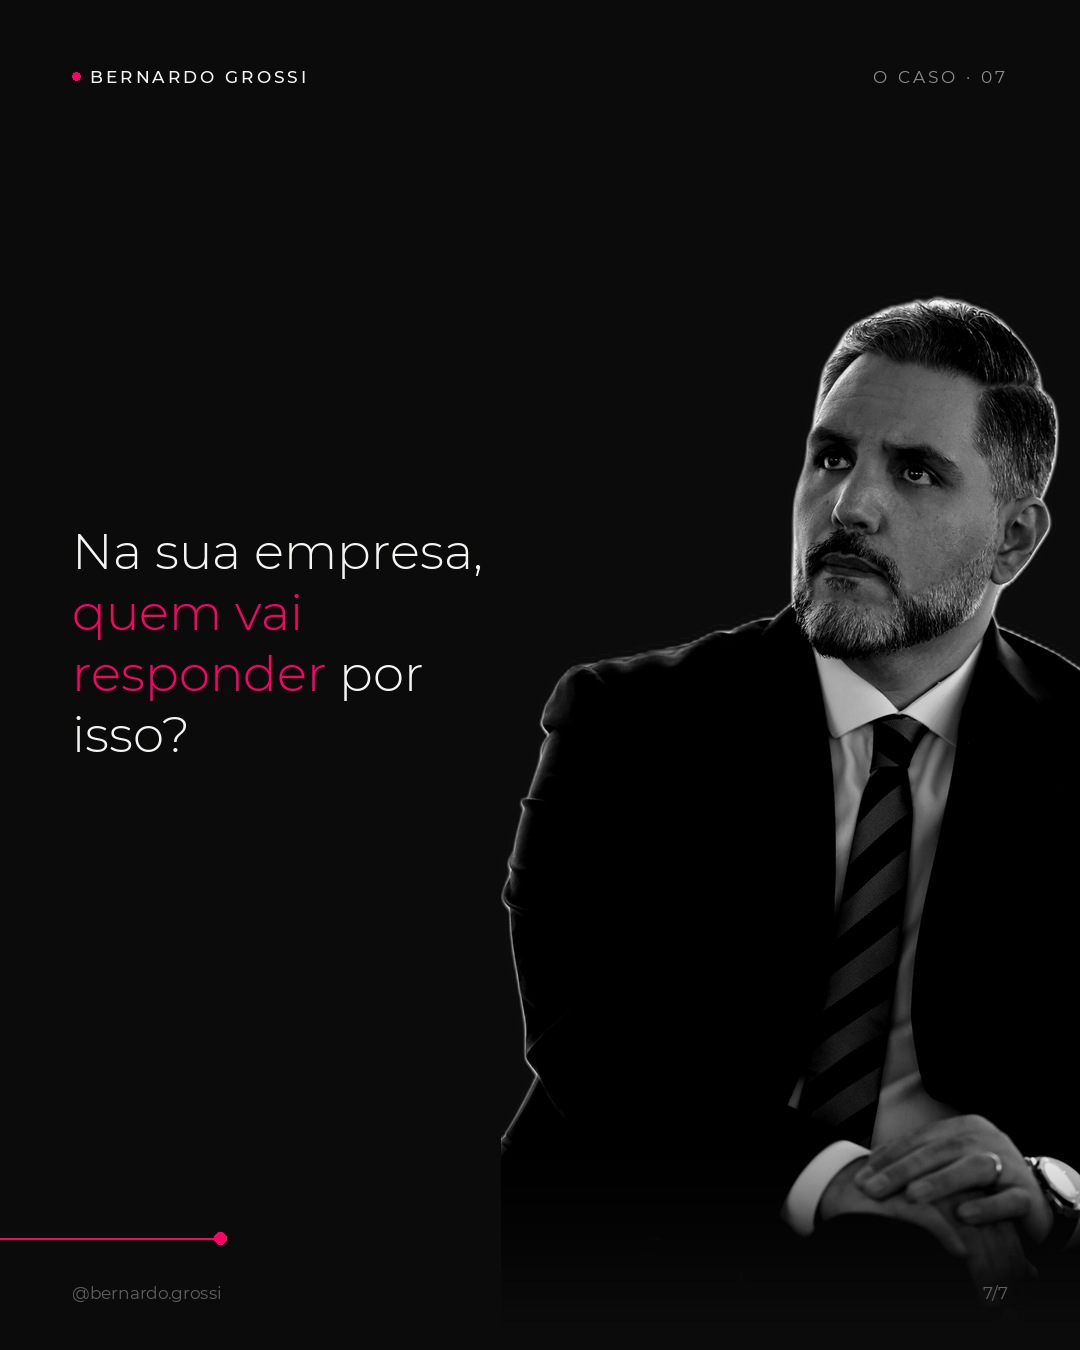 BERNARDO GROSSI
O CASO · 07
Na sua empresa,
quem vai
responder por
isso?
@bernardo.grossi
7/7